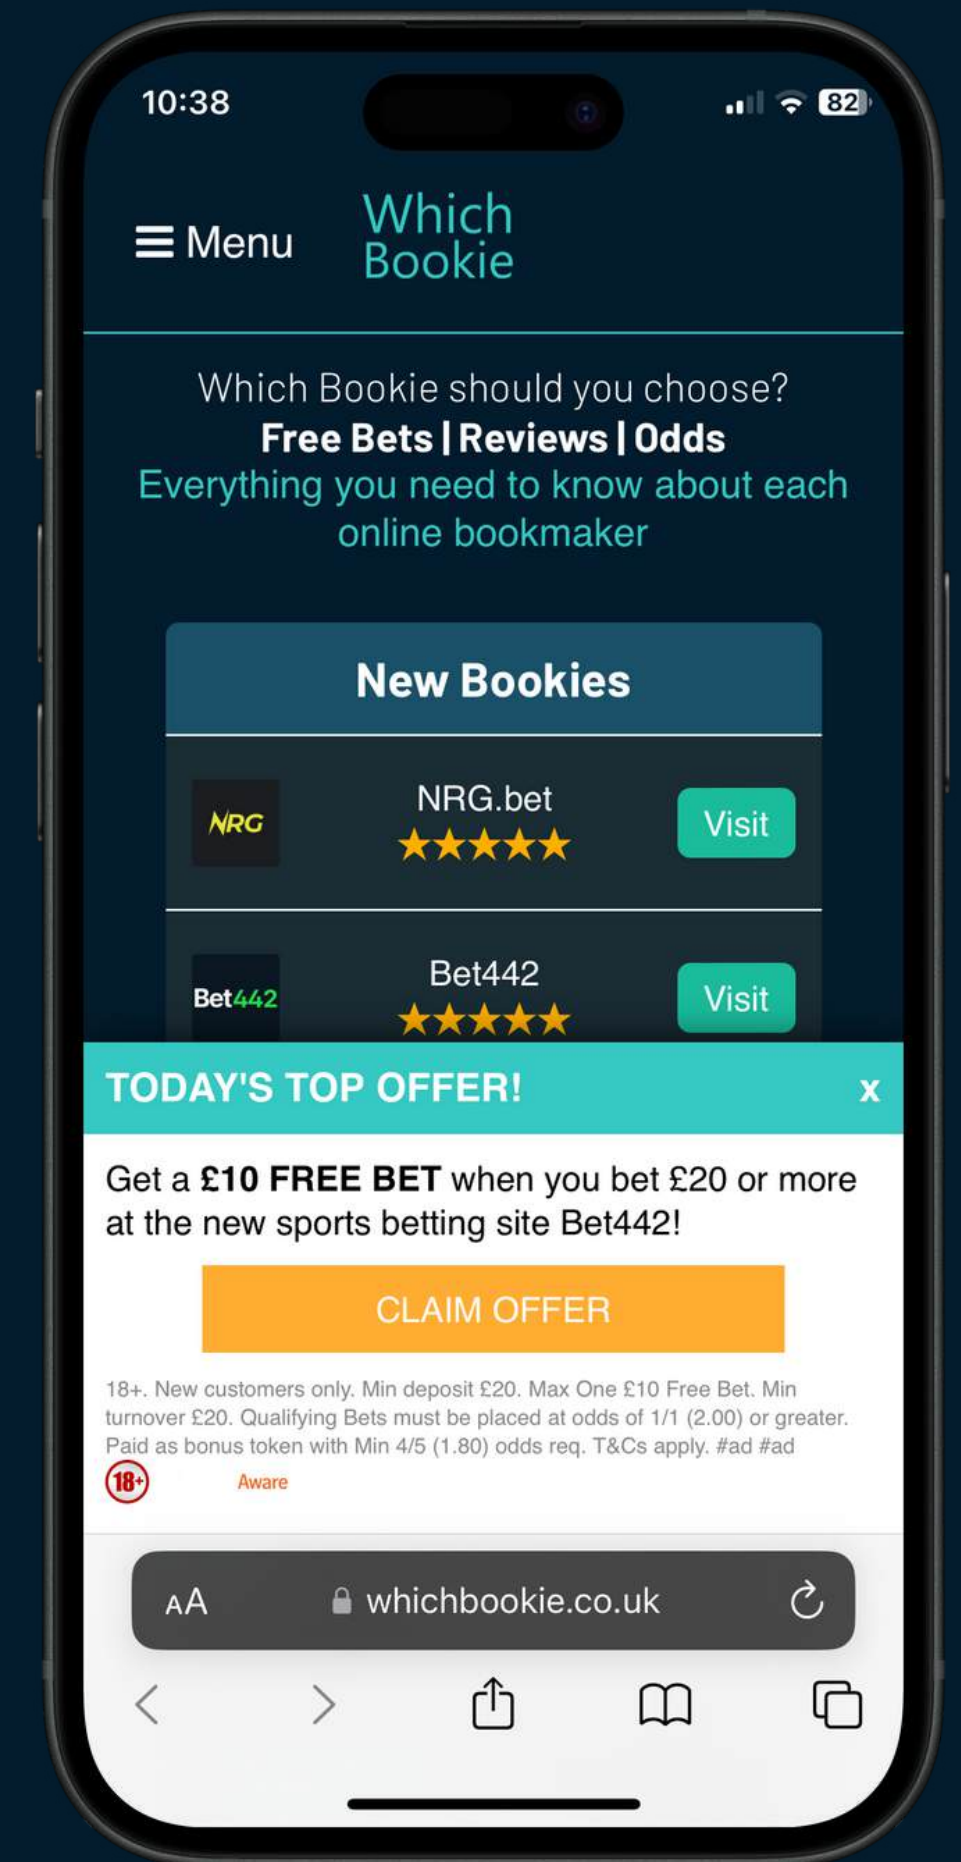 10:38
82
Menu
Which
Bookie
Which Bookie should you choose?
Free Bets | Reviews | Odds
Everything you need to know about each
online bookmaker
New Bookies
NRG
NRG.bet
Visit
Bet442
Bet442
Visit
TODAY'S TOP OFFER!
x
Get a £10 FREE BET when you bet £20 or more
at the new sports betting site Bet442!
CLAIM OFFER
18+. New customers only. Min deposit £20. Max One £10 Free Bet. Min
turnover £20. Qualifying Bets must be placed at odds of 1/1 (2.00) or greater.
Paid as bonus token with Min 4/5 (1.80) odds req. T&Cs apply. #ad #ad
18+
Aware
AA
whichbookie.co.uk